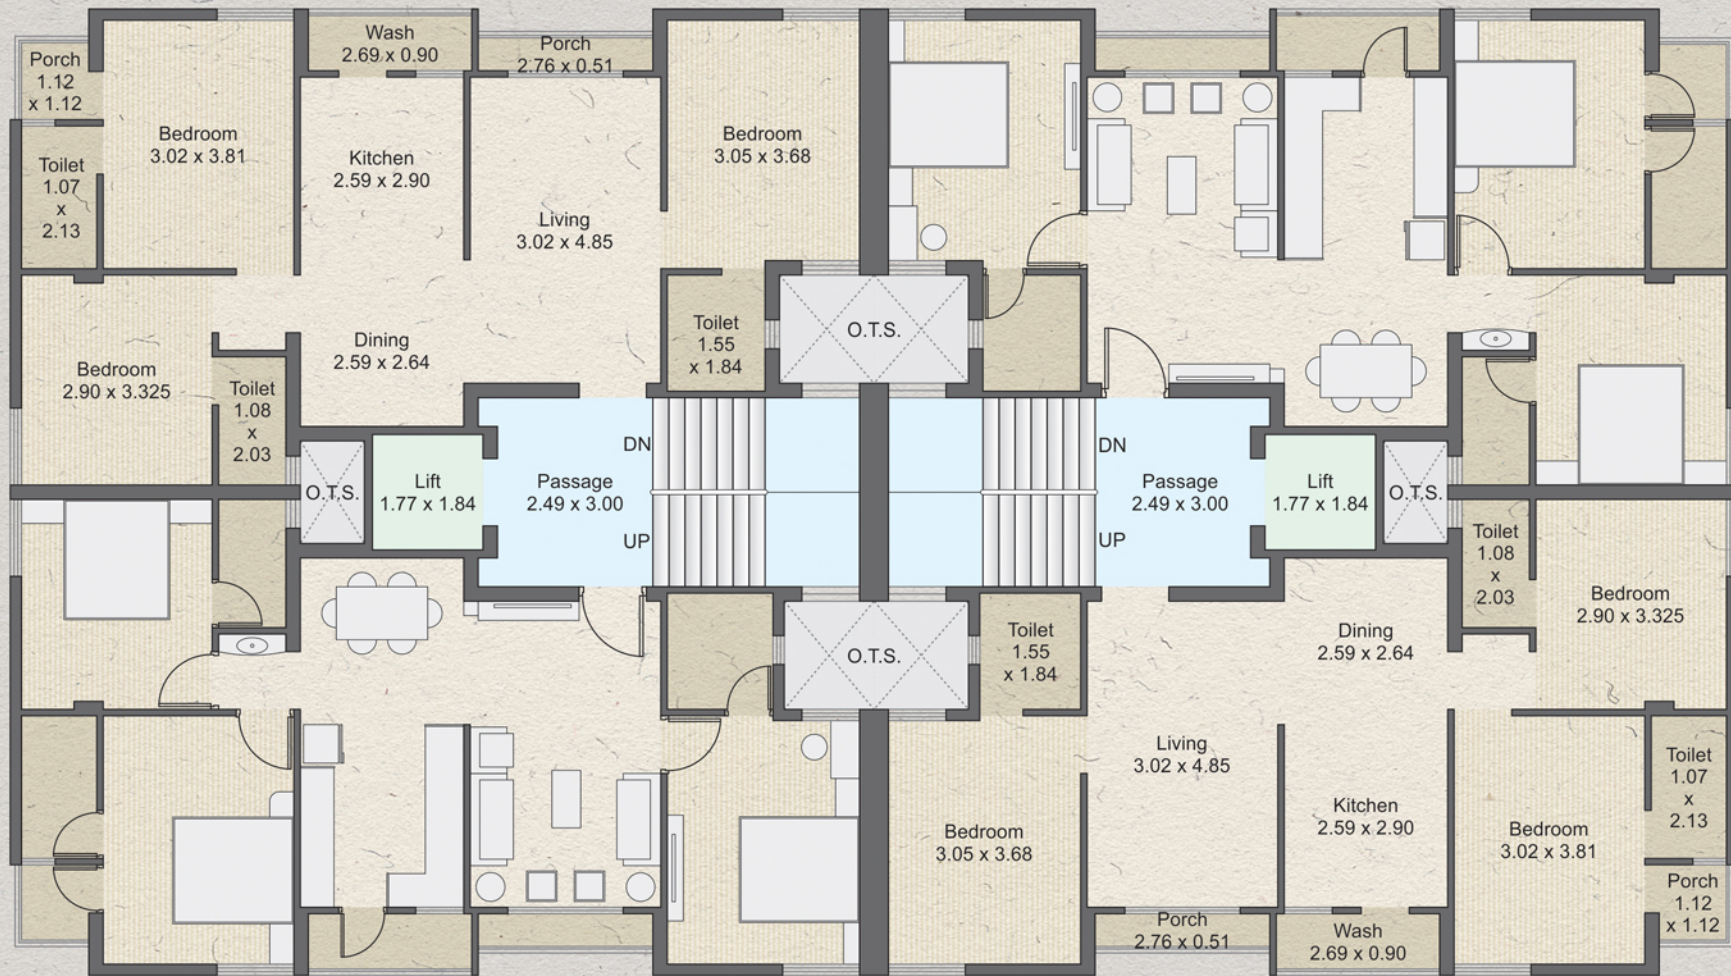 Wash
2.69 x 0.90
Porch
2.76 x 0.51
Porch
1.12
x 1.12
Bedroom
3.02 x 3.81
Bedroom
3.05 x 3.68
Kitchen
2.59 x 2.90
Toilet
1.07
x
2.13
Living
3.02 x 4.85
Toilet
1.55
x 1.84
O.T.S.
Dining
2.59 x 2.64
Bedroom
2.90 x 3.325
Toilet
1.08
x
2.03
DN
DN
O.T.S.
Lift
1.77 x 1.84
Passage
2.49 x 3.00
Passage
2.49 x 3.00
Lift
1.77 x 1.84
O.T.S.
UP
UP
Toilet
1.08
x
2.03
Bedroom
2.90 x 3.325
O.T.S.
Toilet
1.55
x 1.84
Dining
2.59 x 2.64
Living
3.02 x 4.85
Toilet
1.07
x
2.13
Kitchen
2.59 x 2.90
Bedroom
3.05 x 3.68
Bedroom
3.02 x 3.81
Porch
1.12
x 1.12
Porch
2.76 x 0.51
Wash
2.69 x 0.90